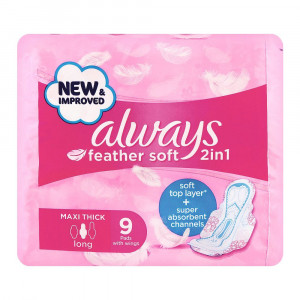 NEW &
IMPROVED
always
feather soft 2in1
soft
top layer*
+
super
absorbent
channels
MAXI THICK
long
9
Pads
with wings